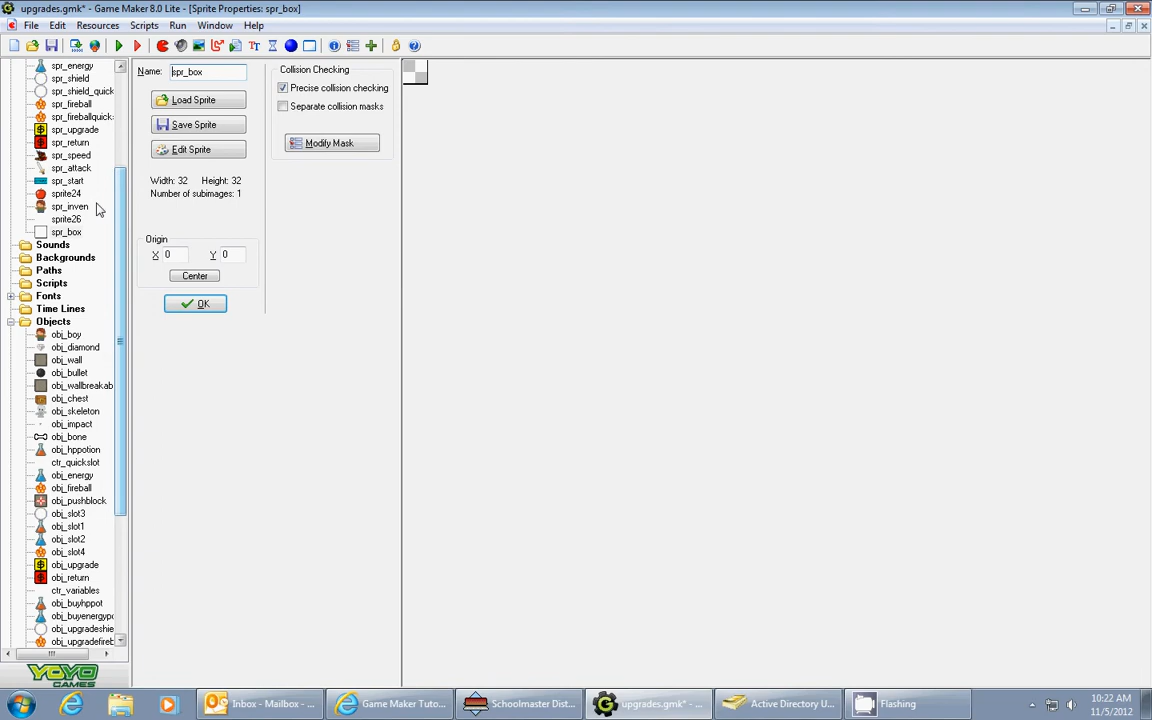 upgrades.gmk* - Game Maker 8.0 Lite - [Sprite Properties: spr_box]
File Edit Resources Scripts Run Window Help
spr_energy
spr_shield
spr_shield_quick
spr_fireball
spr_fireballquick
spr_upgrade
spr_return
spr_speed
spr_attack
spr_start
sprite24
spr_inven
sprite26
spr_box
Sounds
Backgrounds
Paths
Scripts
Fonts
Time Lines
Objects
obj_boy
obj_diamond
obj_wall
obj_bullet
obj_wallbreakab
obj_chest
obj_skeleton
obj_impact
obj_bone
obj_hppotion
ctr_quickslot
obj_energy
obj_fireball
obj_pushblock
obj_slot3
obj_slot1
obj_slot2
obj_slot4
obj_upgrade
obj_return
ctr_variables
obj_buyhppot
obj_buyenergyp
obj_upgradeshie
obj_upgradefireb
YOYO
GAMES
Name: spr_box
Load Sprite
Save Sprite
Edit Sprite
Width: 32 Height: 32
Number of subimages: 1
Origin
X 0 Y 0
Center
OK
Collision Checking
Precise collision checking
Separate collision masks
Modify Mask
Inbox - Mailbox - ...
Game Maker Tuto...
Schoolmaster Dist...
upgrades.gmk* - ...
Active Directory U...
Flashing
10:22 AM
11/5/2012